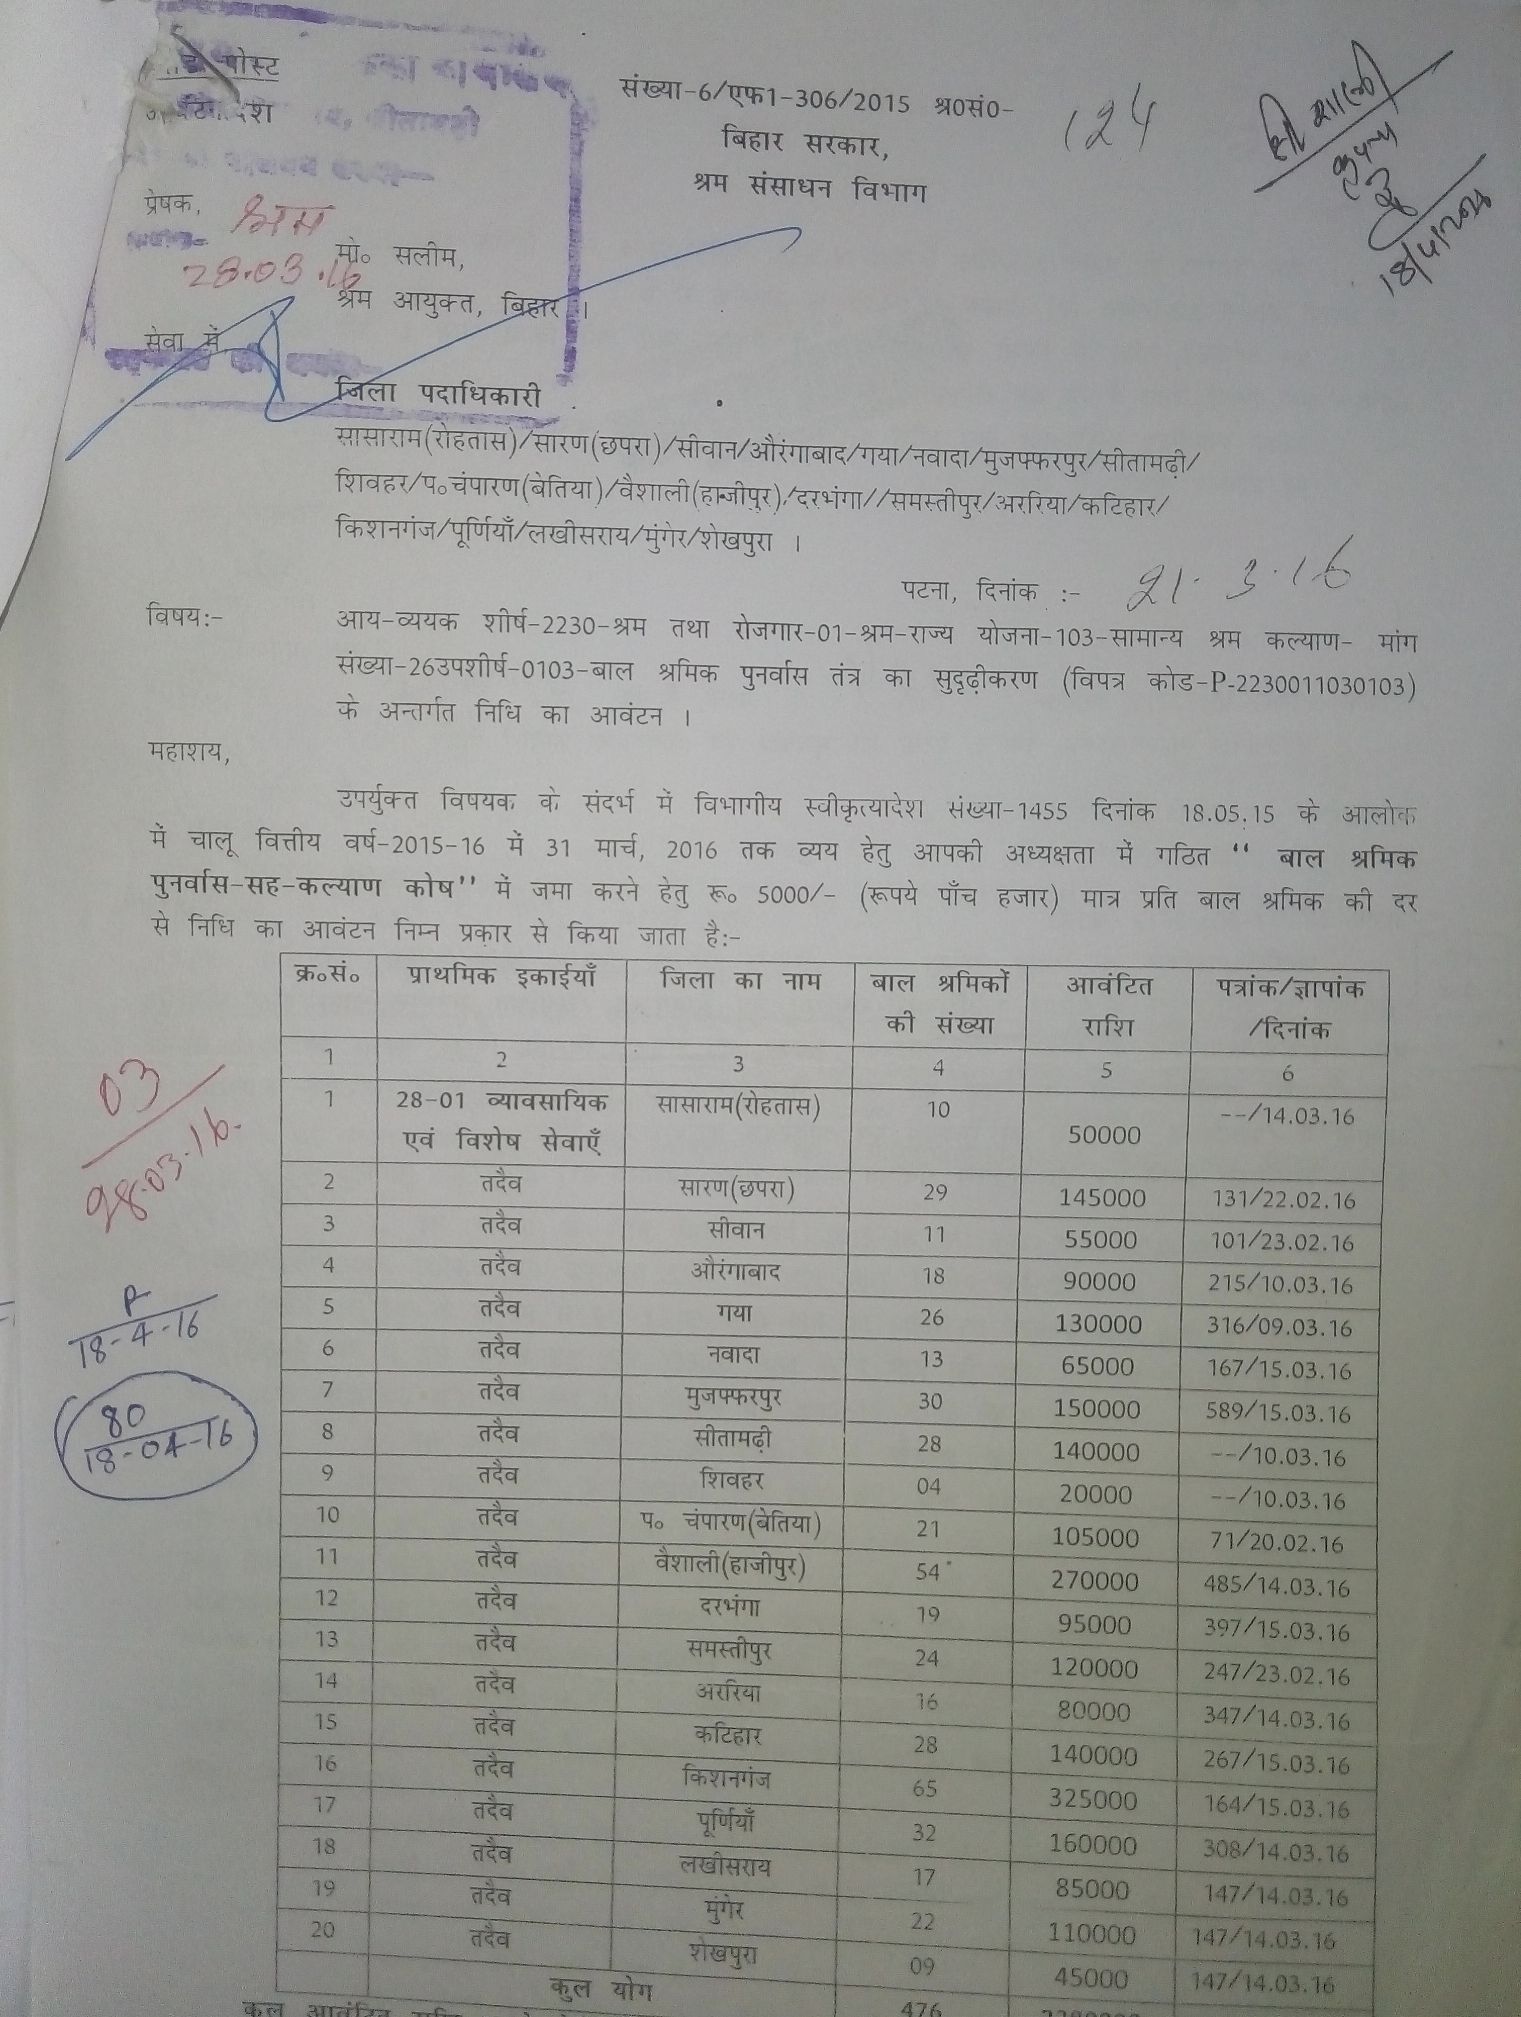 पोस्ट
संख्या-6/एफ1-306/2015 श्र0सं0- 124
बिहार सरकार,
श्रम संसाधन विभाग
18/4/2016
प्रेषक,
श्रम
28.03.16
मो० सलीम,
श्रम आयुक्त, बिहार ।
सेवा में
जिला पदाधिकारी
सासाराम(रोहतास)/सारण(छपरा)/सीवान/औरंगाबाद/गया/नवादा/मुजफ्फरपुर/सीतामढ़ी/
शिवहर/प०चंपारण(बेतिया)/वैशाली(हाजीपुर)/दरभंगा//समस्तीपुर/अररिया/कटिहार/
किशनगंज/पूर्णियाँ/लखीसराय/मुंगेर/शेखपुरा ।
पटना, दिनांक :- 21.3.16
विषय:- आय-व्ययक शीर्ष-2230-श्रम तथा रोजगार-01-श्रम-राज्य योजना-103-सामान्य श्रम कल्याण- मांग
संख्या-26उपशीर्ष-0103-बाल श्रमिक पुनर्वास तंत्र का सुदृढ़ीकरण (विपत्र कोड-P-2230011030103)
के अन्तर्गत निधि का आवंटन ।
महाशय,
उपर्युक्त विषयक के संदर्भ में विभागीय स्वीकृत्यादेश संख्या-1455 दिनांक 18.05.15 के आलोक
में चालू वित्तीय वर्ष-2015-16 में 31 मार्च, 2016 तक व्यय हेतु आपकी अध्यक्षता में गठित '' बाल श्रमिक
पुनर्वास-सह-कल्याण कोष'' में जमा करने हेतु रू० 5000/- (रूपये पाँच हजार) मात्र प्रति बाल श्रमिक की दर
से निधि का आवंटन निम्न प्रकार से किया जाता है:-
क्र०सं० प्राथमिक इकाईयाँ जिला का नाम बाल श्रमिकों की संख्या आवंटित राशि पत्रांक/ज्ञापांक /दिनांक
1 2 3 4 5 6
1 28-01 व्यावसायिक एवं विशेष सेवाएँ सासाराम(रोहतास) 10 50000 --/14.03.16
2 तदैव सारण(छपरा) 29 145000 131/22.02.16
3 तदैव सीवान 11 55000 101/23.02.16
4 तदैव औरंगाबाद 18 90000 215/10.03.16
5 तदैव गया 26 130000 316/09.03.16
6 तदैव नवादा 13 65000 167/15.03.16
7 तदैव मुजफ्फरपुर 30 150000 589/15.03.16
8 तदैव सीतामढ़ी 28 140000 --/10.03.16
9 तदैव शिवहर 04 20000 --/10.03.16
10 तदैव प० चंपारण(बेतिया) 21 105000 71/20.02.16
11 तदैव वैशाली(हाजीपुर) 54 270000 485/14.03.16
12 तदैव दरभंगा 19 95000 397/15.03.16
13 तदैव समस्तीपुर 24 120000 247/23.02.16
14 तदैव अररिया 16 80000 347/14.03.16
15 तदैव कटिहार 28 140000 267/15.03.16
16 तदैव किशनगंज 65 325000 164/15.03.16
17 तदैव पूर्णियाँ 32 160000 308/14.03.16
18 तदैव लखीसराय 17 85000 147/14.03.16
19 तदैव मुंगेर 22 110000 147/14.03.16
20 तदैव शेखपुरा 09 45000 147/14.03.16
कुल योग 476
कुल आवंटित
03
28.03.16.
18-4-16
80
18-04-16